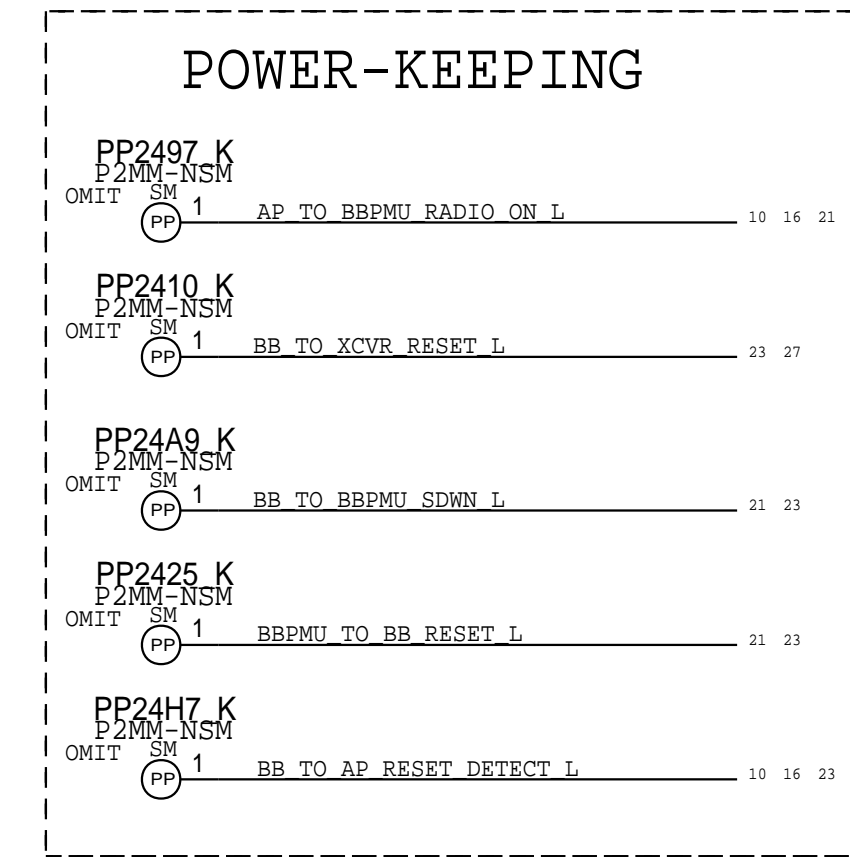 POWER-KEEPING
PP2497_K
P2MM-NSM
OMIT SM
PP 1 AP_TO_BBPMU_RADIO_ON_L 10 16 21
PP2410_K
P2MM-NSM
OMIT SM
PP 1 BB_TO_XCVR_RESET_L 23 27
PP24A9_K
P2MM-NSM
OMIT SM
PP 1 BB_TO_BBPMU_SDWN_L 21 23
PP2425_K
P2MM-NSM
OMIT SM
PP 1 BBPMU_TO_BB_RESET_L 21 23
PP24H7_K
P2MM-NSM
OMIT SM
PP 1 BB_TO_AP_RESET_DETECT_L 10 16 23